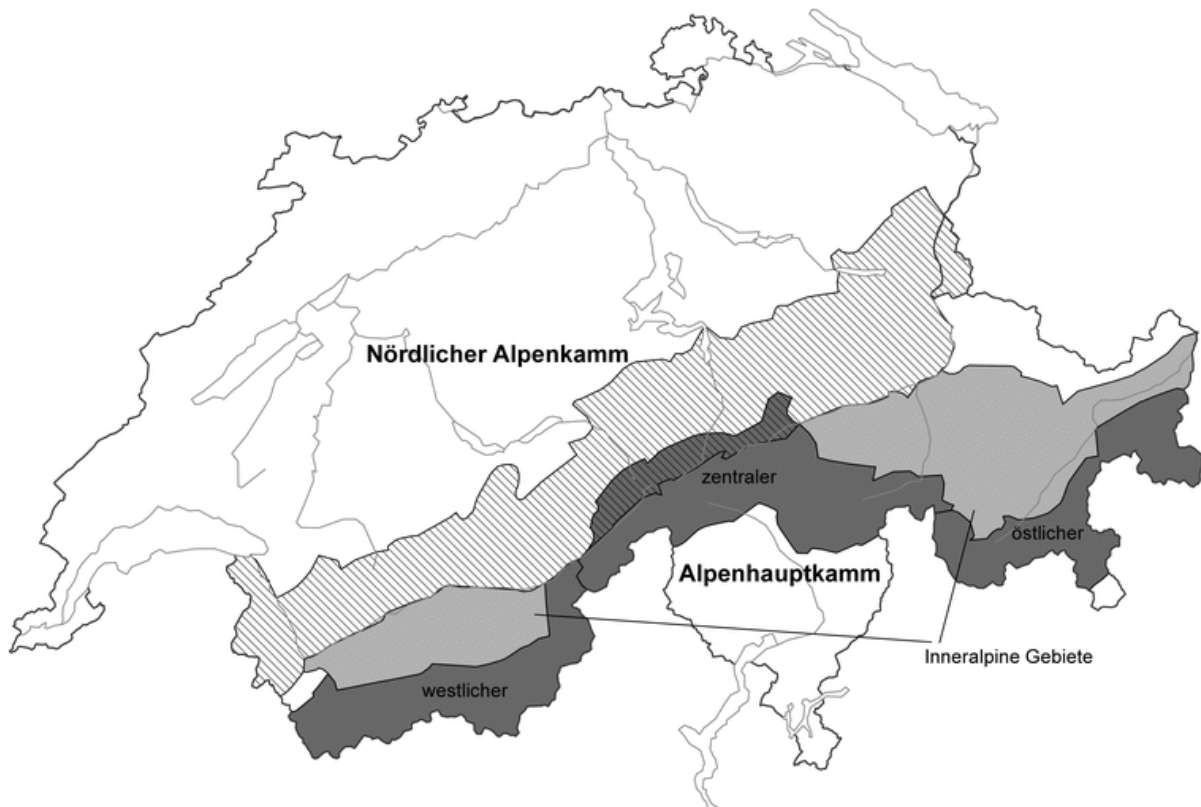 Nördlicher Alpenkamm
zentraler
östlicher
Alpenhauptkamm
Inneralpine Gebiete
westlicher